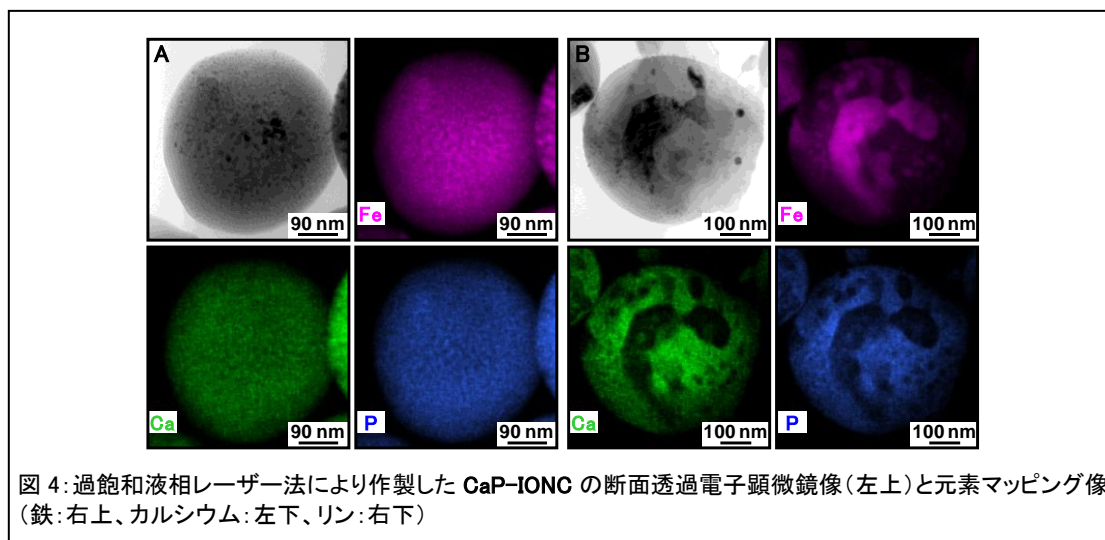 A
B
Fe
90 nm
90 nm
100 nm
Fe
100 nm
Ca
90 nm
P
90 nm
Ca
100 nm
P
100 nm
図 4：過飽和液相レーザー法により作製した CaP-IONC の断面透過電子顕微鏡像（左上）と元素マッピング像
（鉄：右上、カルシウム：左下、リン：右下）